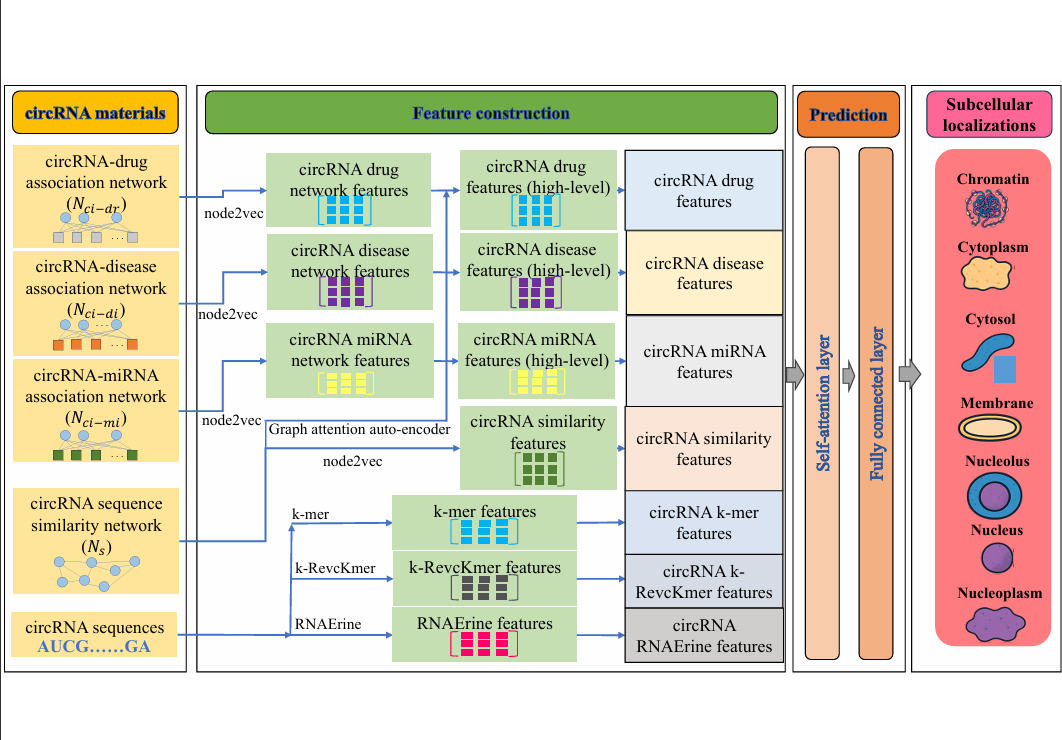 circRNA materials
circRNA-drug
association network
(N_{ci-dr})
...
circRNA-disease
association network
(N_{ci-di})
...
...
circRNA-miRNA
association network
(N_{ci-mi})
...
...
circRNA sequence
similarity network
(N_s)
circRNA sequences
AUCG......GA
Feature construction
node2vec
node2vec
node2vec
circRNA drug
network features
circRNA disease
network features
circRNA miRNA
network features
Graph attention auto-encoder
node2vec
circRNA drug
features (high-level)
circRNA disease
features (high-level)
circRNA miRNA
features (high-level)
circRNA similarity
features
k-mer
k-RevcKmer
RNAErine
k-mer features
k-RevcKmer features
RNAErine features
circRNA drug
features
circRNA disease
features
circRNA miRNA
features
circRNA similarity
features
circRNA k-mer
features
circRNA k-
RevcKmer features
circRNA
RNAErine features
Prediction
Self-attention layer
Fully connected layer
Subcellular
localizations
Chromatin
Cytoplasm
Cytosol
Membrane
Nucleolus
Nucleus
Nucleoplasm